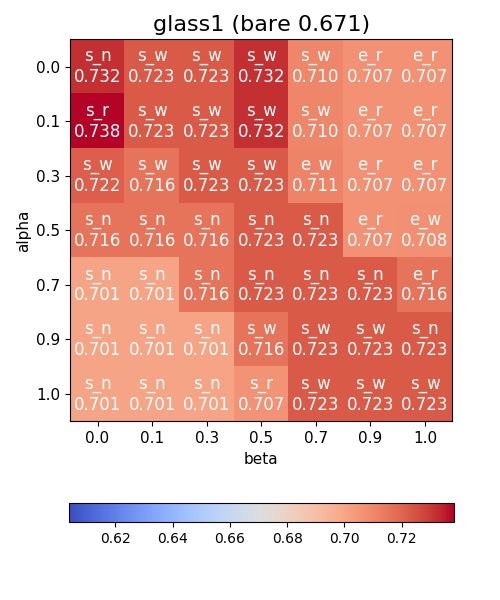 glass1 (bare 0.671)
s_n s_w s_w s_w s_w e_r e_r
0.0 0.732 0.723 0.723 0.732 0.710 0.707 0.707
s_r s_w s_w s_w s_w e_r e_r
0.1 0.738 0.723 0.723 0.732 0.710 0.707 0.707
s_w s_w s_w s_w e_w e_r e_r
0.3 0.722 0.716 0.723 0.723 0.711 0.707 0.707
s_n s_n s_n s_n s_n e_r e_w
0.5 0.716 0.716 0.716 0.723 0.723 0.707 0.708
s_n s_n s_n s_n s_n s_n e_r
0.7 0.701 0.701 0.716 0.723 0.723 0.723 0.716
s_n s_n s_n s_w s_w s_w s_n
0.9 0.701 0.701 0.701 0.716 0.723 0.723 0.723
s_n s_n s_n s_r s_w s_w s_w
1.0 0.701 0.701 0.701 0.707 0.723 0.723 0.723
alpha
0.0 0.1 0.3 0.5 0.7 0.9 1.0
beta
0.62 0.64 0.66 0.68 0.70 0.72